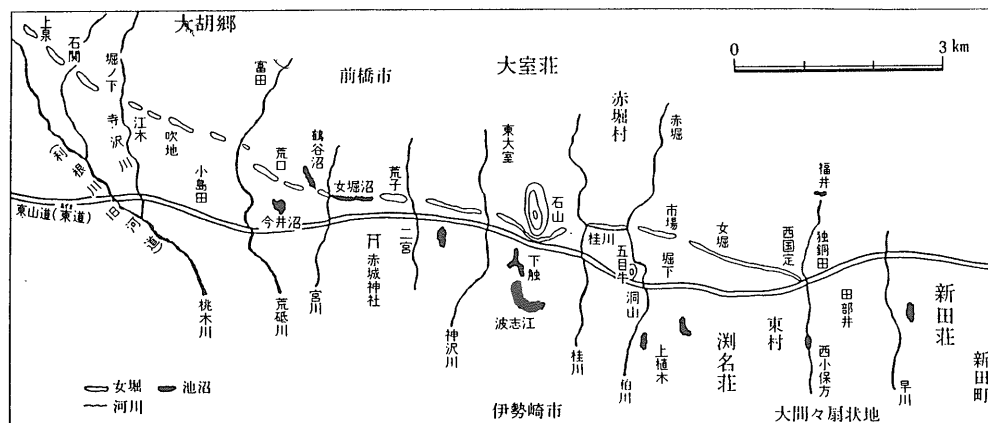 上泉
石関
堀ノ下
大胡郷
富田
前橋市
大室荘
0 3 km
赤堀村
赤堀
寺沢川
江木
吹地
小島田
荒口
鶴谷沼
女堀沼
荒子
東大室
石山
福井
(利根川旧河道)
東山道(東道)
今井沼
开赤城神社
二宮
下触
波志江
桂川
五目牛
市場
堀下
女堀
西国定
独鈷田
田部井
新田荘
桃木川
荒砥川
宮川
神沢川
桂川
洞山
粕川
上植木
渕名荘
東村
西小保方
早川
新田町
女堀 池沼
河川
伊勢崎市
大間々扇状地